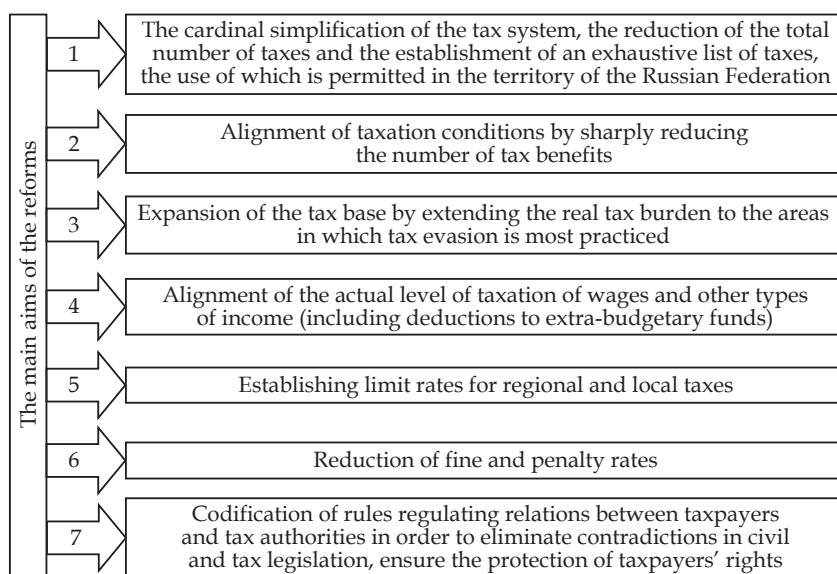 The main aims of the reforms
1
The cardinal simplification of the tax system, the reduction of the total
number of taxes and the establishment of an exhaustive list of taxes,
the use of which is permitted in the territory of the Russian Federation
2
Alignment of taxation conditions by sharply reducing
the number of tax benefits
3
Expansion of the tax base by extending the real tax burden to the areas
in which tax evasion is most practiced
4
Alignment of the actual level of taxation of wages and other types
of income (including deductions to extra-budgetary funds)
5
Establishing limit rates for regional and local taxes
6
Reduction of fine and penalty rates
7
Codification of rules regulating relations between taxpayers
and tax authorities in order to eliminate contradictions in civil
and tax legislation, ensure the protection of taxpayers’ rights